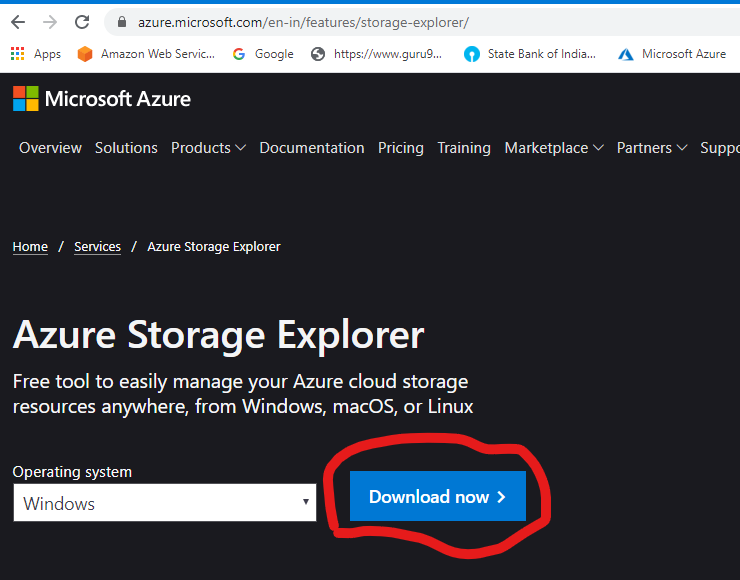 azure.microsoft.com/en-in/features/storage-explorer/
Apps Amazon Web Servic... Google https://www.guru9... State Bank of India... Microsoft Azure
Microsoft Azure
Overview Solutions Products Documentation Pricing Training Marketplace Partners Suppo
Home / Services / Azure Storage Explorer
Azure Storage Explorer
Free tool to easily manage your Azure cloud storage
resources anywhere, from Windows, macOS, or Linux
Operating system
Windows
Download now